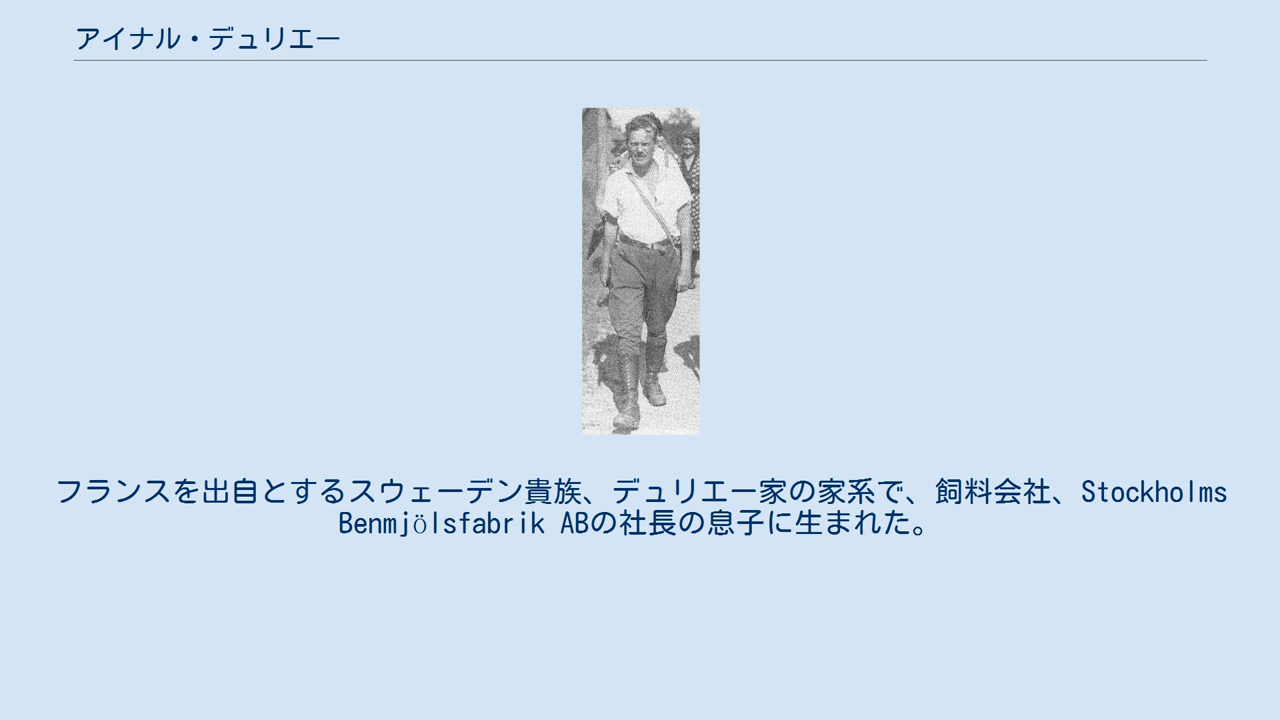 アイナル・デュリエー
フランスを出自とするスウェーデン貴族、デュリエー家の家系で、飼料会社、Stockholms
Benmjölsfabrik ABの社長の息子に生まれた。